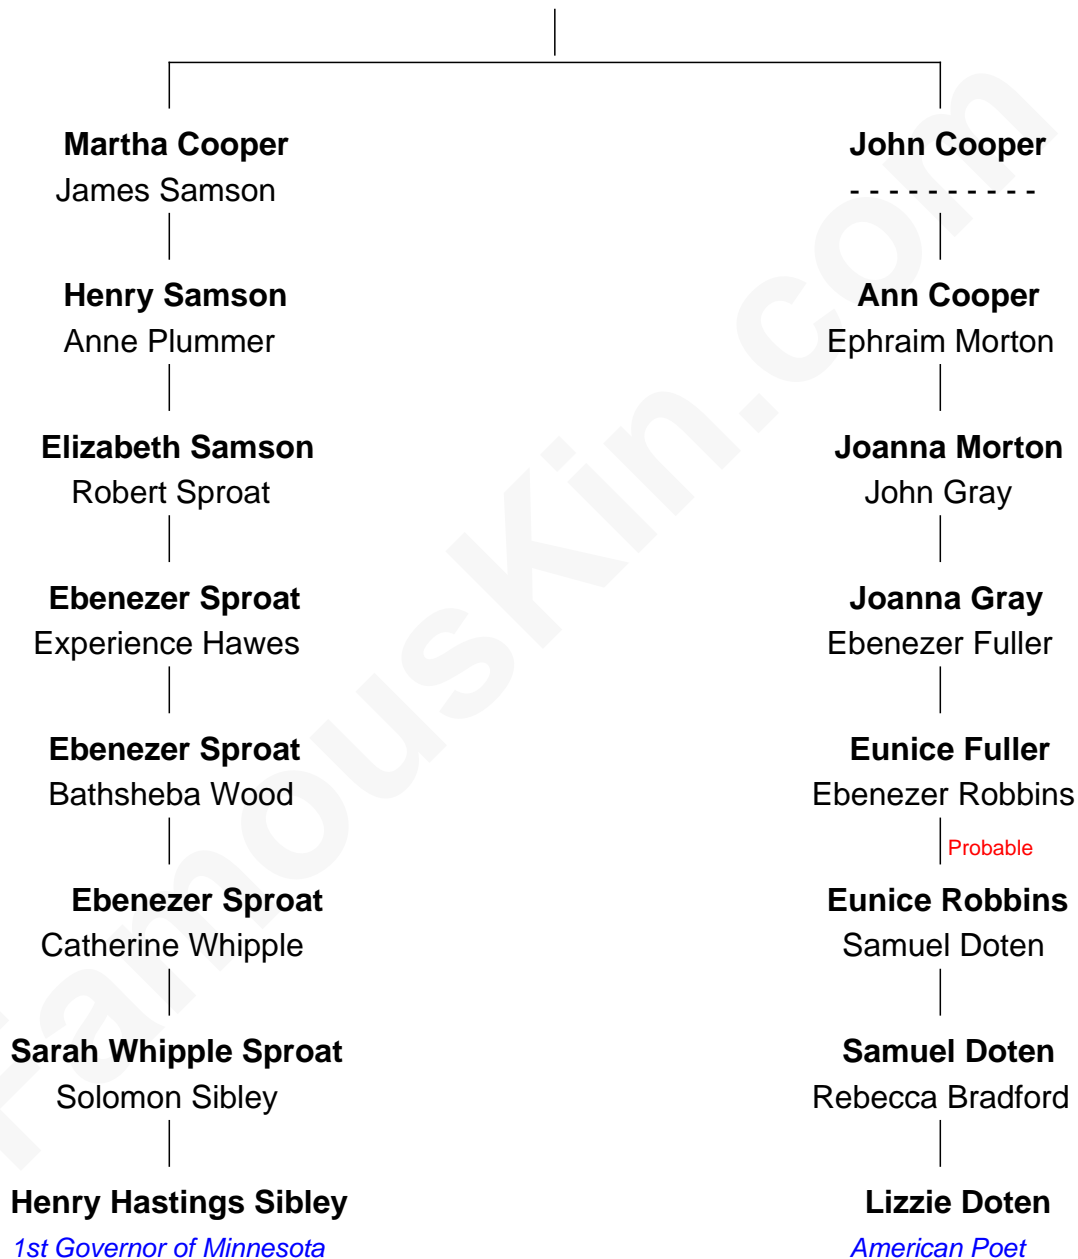 Martha Cooper
James Samson
Henry Samson
Anne Plummer
Elizabeth Samson
Robert Sproat
Ebenezer Sproat
Experience Hawes
Ebenezer Sproat
Bathsheba Wood
Ebenezer Sproat
Catherine Whipple
Sarah Whipple Sproat
Solomon Sibley
Henry Hastings Sibley
1st Governor of Minnesota
John Cooper
- - - - - - - - - -
Ann Cooper
Ephraim Morton
Joanna Morton
John Gray
Joanna Gray
Ebenezer Fuller
Eunice Fuller
Ebenezer Robbins
Probable
Eunice Robbins
Samuel Doten
Samuel Doten
Rebecca Bradford
Lizzie Doten
American Poet
FamousKin.com